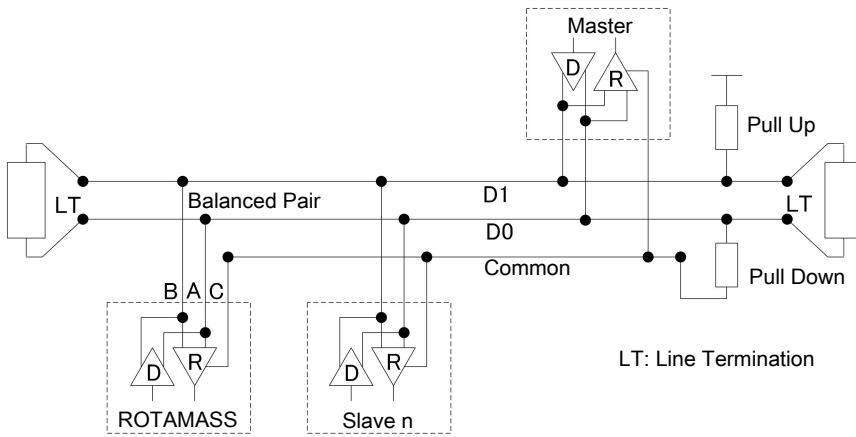 Master
D R
Pull Up
LT
Balanced Pair
D1
LT
D0
Common
B A C
Pull Down
D R
D R
LT: Line Termination
ROTAMASS
Slave n